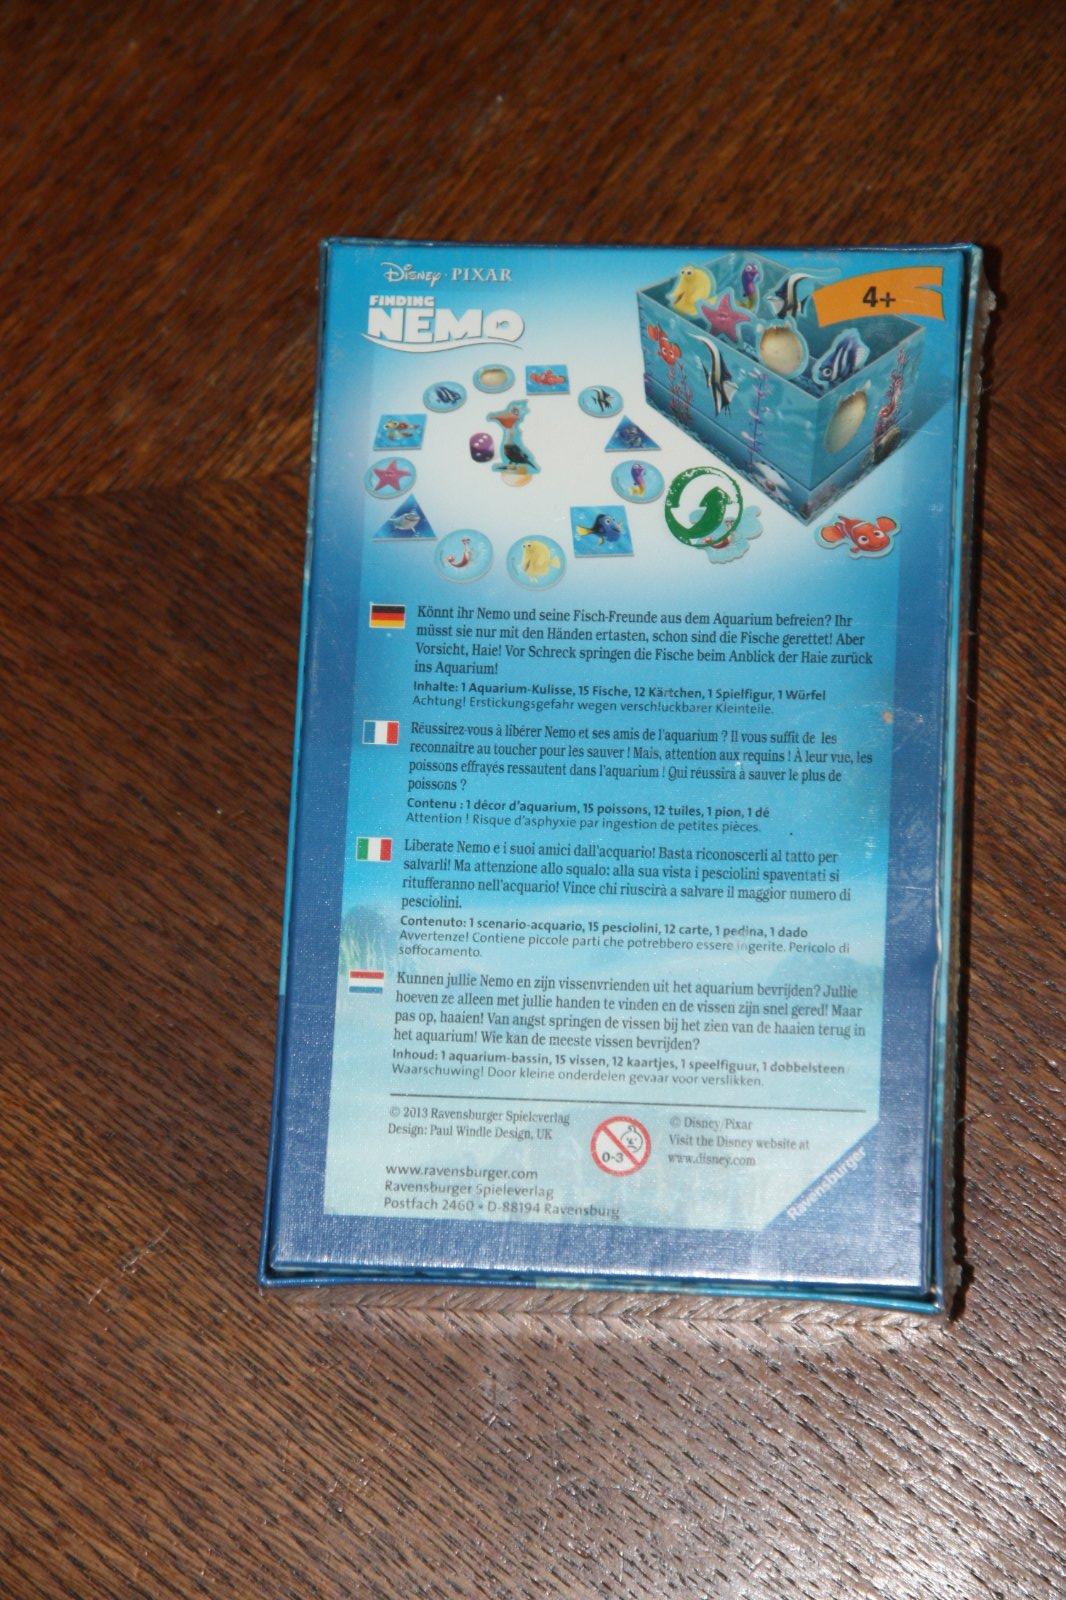 Disney · PIXAR
FINDING
NEMO
4+
Könnt ihr Nemo und seine Fisch-Freunde aus dem Aquarium befreien? Ihr
müsst sie nur mit den Händen ertasten, schon sind die Fische gerettet! Aber
Vorsicht, Haie! Vor Schreck springen die Fische beim Anblick der Haie zurück
ins Aquarium!
Inhalte: 1 Aquarium-Kulisse, 15 Fische, 12 Kärtchen, 1 Spielfigur, 1 Würfel
Achtung! Erstickungsgefahr wegen verschluckbarer Kleinteile.
Réussirez-vous à libérer Nemo et ses amis de l'aquarium ? Il vous suffit de les
reconnaitre au toucher pour les sauver ! Mais, attention aux requins ! À leur vue, les
poissons effrayés ressautent dans l'aquarium ! Qui réussira à sauver le plus de
poissons ?
Contenu : 1 décor d'aquarium, 15 poissons, 12 tuiles, 1 pion, 1 dé
Attention ! Risque d'asphyxie par ingestion de petites pièces.
Liberate Nemo e i suoi amici dall'acquario! Basta riconoscerli al tatto per
salvarli! Ma attenzione allo squalo: alla sua vista i pesciolini spaventati si
rituffranno nell'acquario! Vince chi riuscirà a salvare il maggior numero di
pesciolini.
Contenuto: 1 scenario-acquario, 15 pesciolini, 12 carte, 1 pedina, 1 dado
Avvertenze! Contiene piccole parti che potrebbero essere ingerite. Pericolo di
soffocamento.
Kunnen jullie Nemo en zijn vissenvrienden uit het aquarium bevrijden? Jullie
hoeven ze alleen met jullie handen te vinden en de vissen zijn snel gered! Maar
pas op, haaien! Van angst springen de vissen bij het zien van de haaien terug in
het aquarium! Wie kan de meeste vissen bevrijden?
Inhoud: 1 aquarium-bassin, 15 vissen, 12 kaartjes, 1 speelfiguur, 1 dobbelsteen
Waarschuwing! Door kleine onderdelen gevaar voor verslikken.
© 2013 Ravensburger Spieleverlag
Design: Paul Windle Design, UK
www.ravensburger.com
Ravensburger Spieleverlag
Postfach 2460 • D-88194 Ravensburg
0-3
© Disney/Pixar
Visit the Disney website at
www.disney.com
Ravensburger